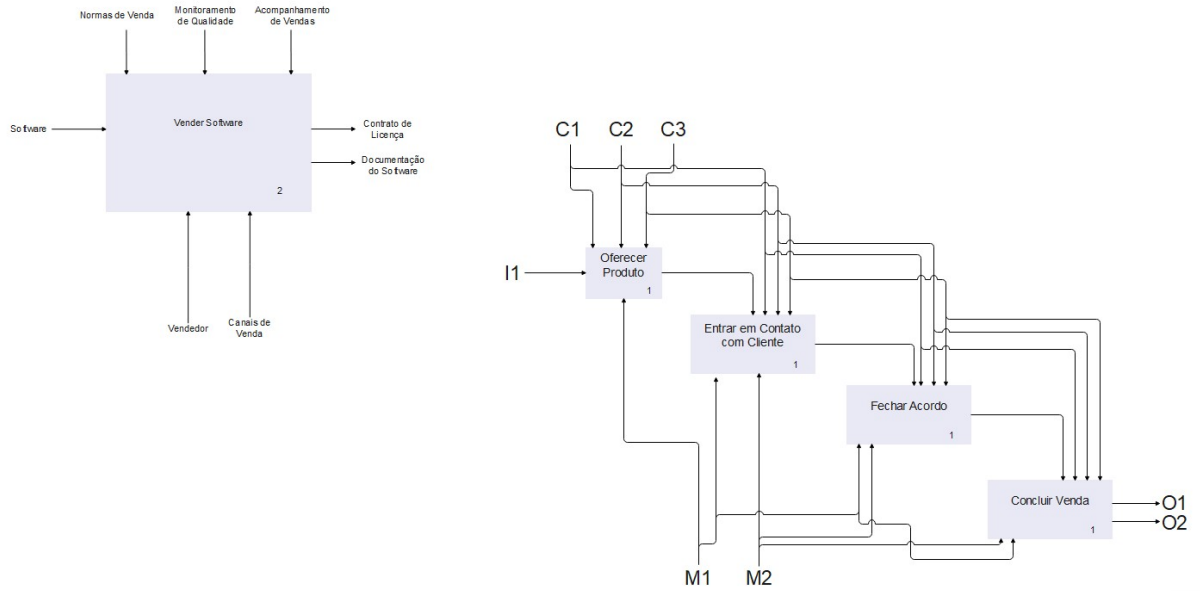 Normas de Venda
Monitoramento
de Qualidade
Acompanhamento
de Vendas
Software
Vender Software
2
Contrato de
Licença
Documentação
do Software
Vendedor
Canais de
Venda
C1
C2
C3
I1
Oferecer
Produto
1
Entrar em Contato
com Cliente
1
Fechar Acordo
1
Concluir Venda
1
O1
O2
M1
M2